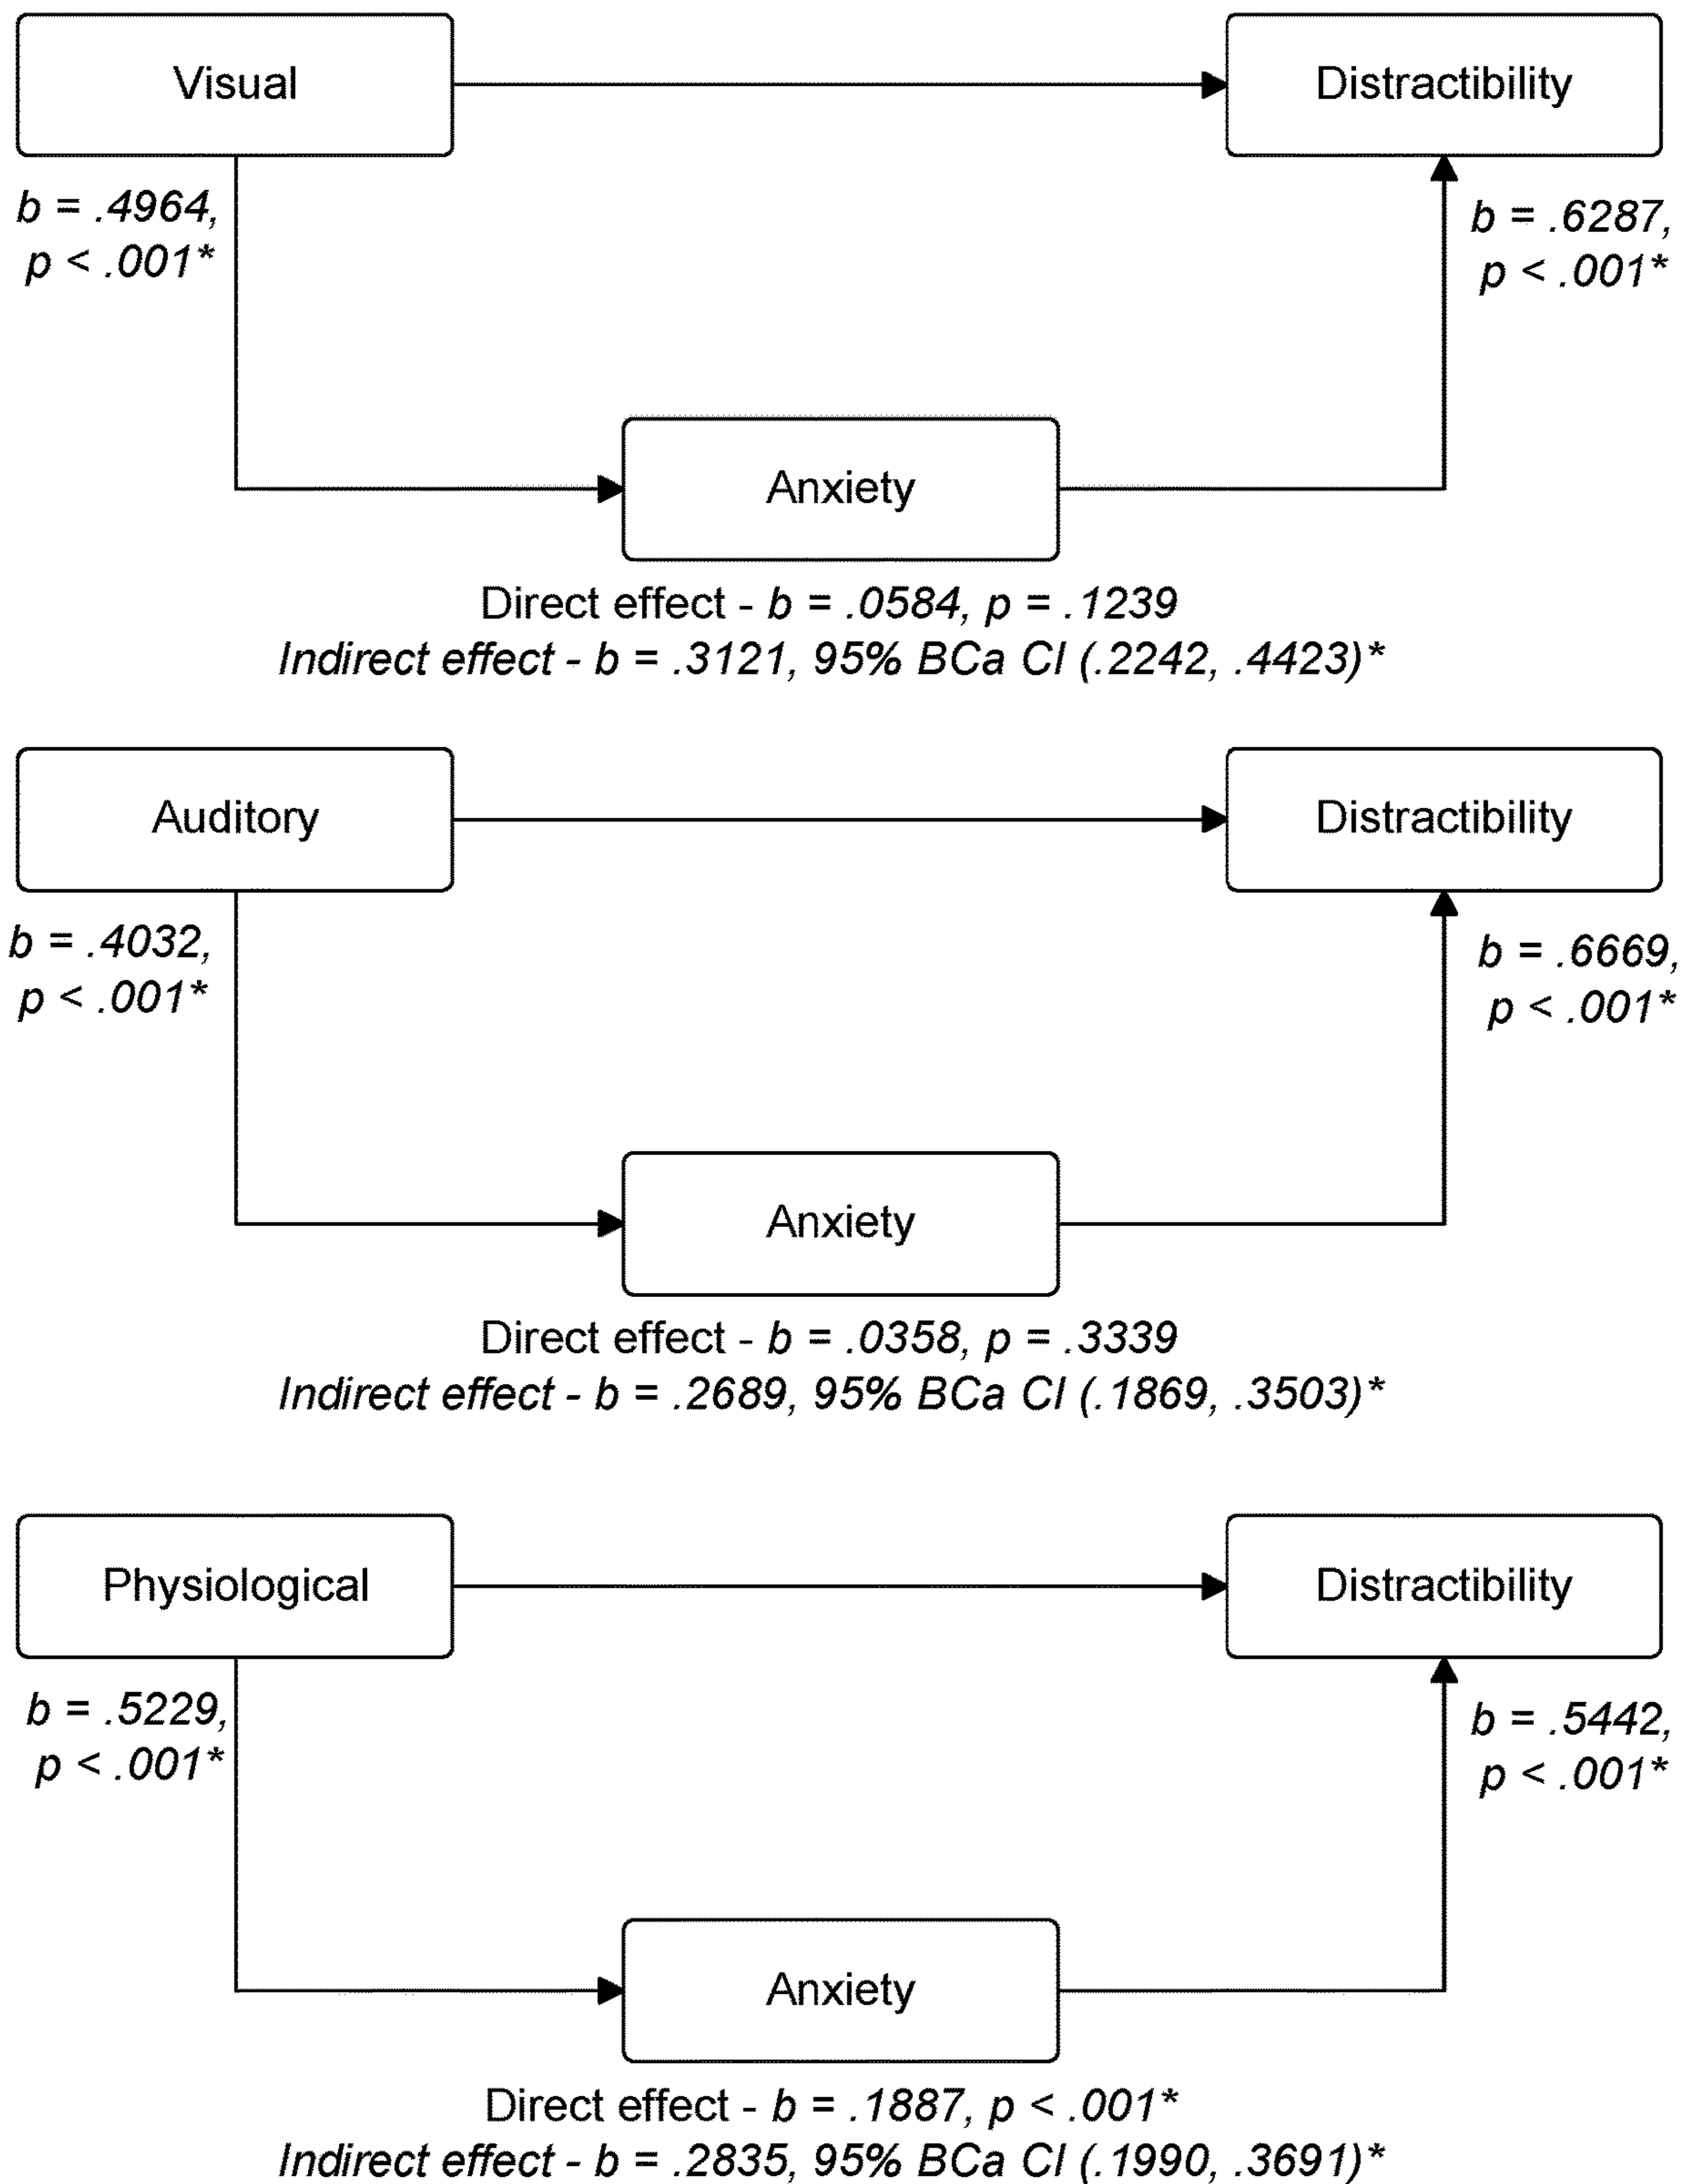 Visual
Distractibility
b = .4964,
p < .001*
b = .6287,
p < .001*
Anxiety
Direct effect - b = .0584, p = .1239
Indirect effect - b = .3121, 95% BCa CI (.2242, .4423)*
Auditory
Distractibility
b = .4032,
p < .001*
b = .6669,
p < .001*
Anxiety
Direct effect - b = .0358, p = .3339
Indirect effect - b = .2689, 95% BCa CI (.1869, .3503)*
Physiological
Distractibility
b = .5229,
p < .001*
b = .5442,
p < .001*
Anxiety
Direct effect - b = .1887, p < .001*
Indirect effect - b = .2835, 95% BCa CI (.1990, .3691)*